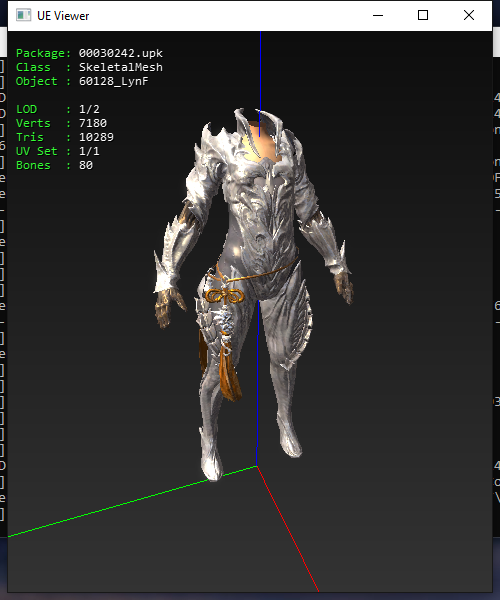 UE Viewer
Package: 00030242.upk
Class : SkeletalMesh
Object : 60128_LynF
LOD : 1/2
Verts : 7180
Tris : 10289
UV Set : 1/1
Bones : 80